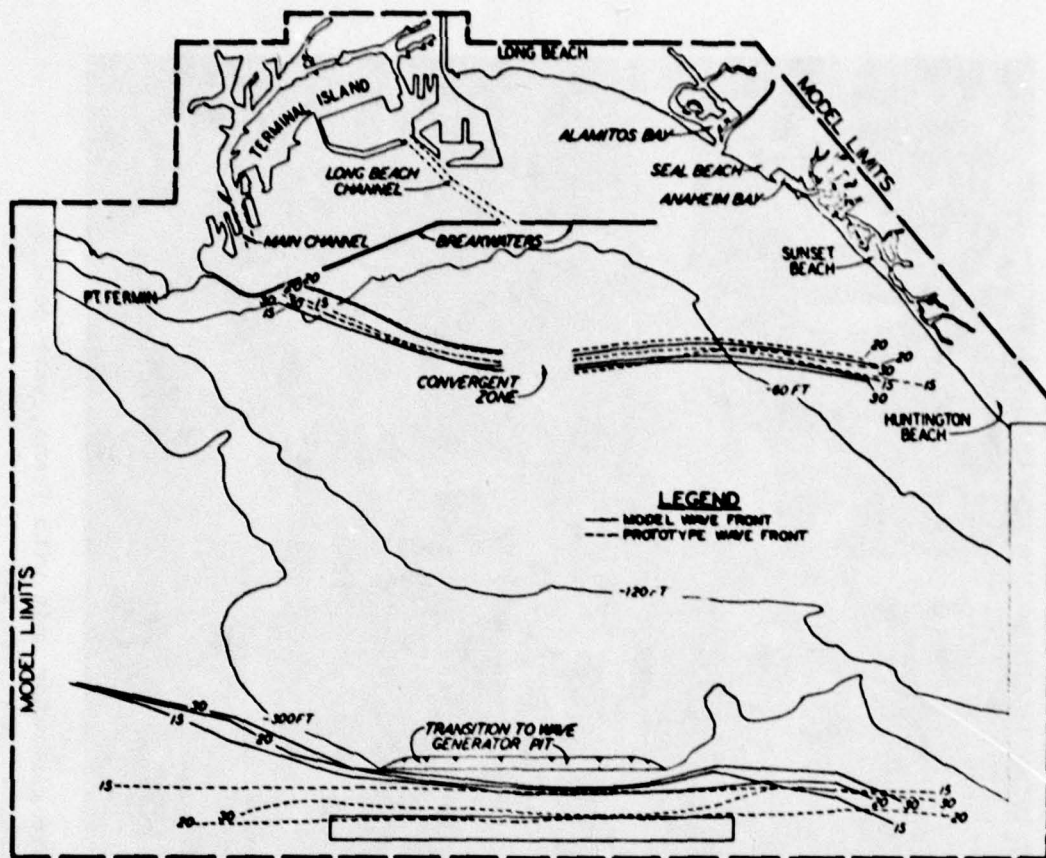 LONG BEACH
MODEL LIMITS
TERMINAL ISLAND
ALAMITOS BAY
LONG BEACH
CHANNEL
SEAL BEACH
ANAHEIM BAY
MAIN CHANNEL
BREAKWATERS
SUNSET
BEACH
PT. FERMIN
20
20
30
30
15
15
20
20
30
15
15
30
CONVERGENT
ZONE
-60 FT
HUNTINGTON
BEACH
LEGEND
MODEL WAVE FRONT
PROTOTYPE WAVE FRONT
-120 FT
MODEL LIMITS
30
15
20
-300 FT
TRANSITION TO WAVE
GENERATOR PIT
15
15
20
30
30
20
30
15
20